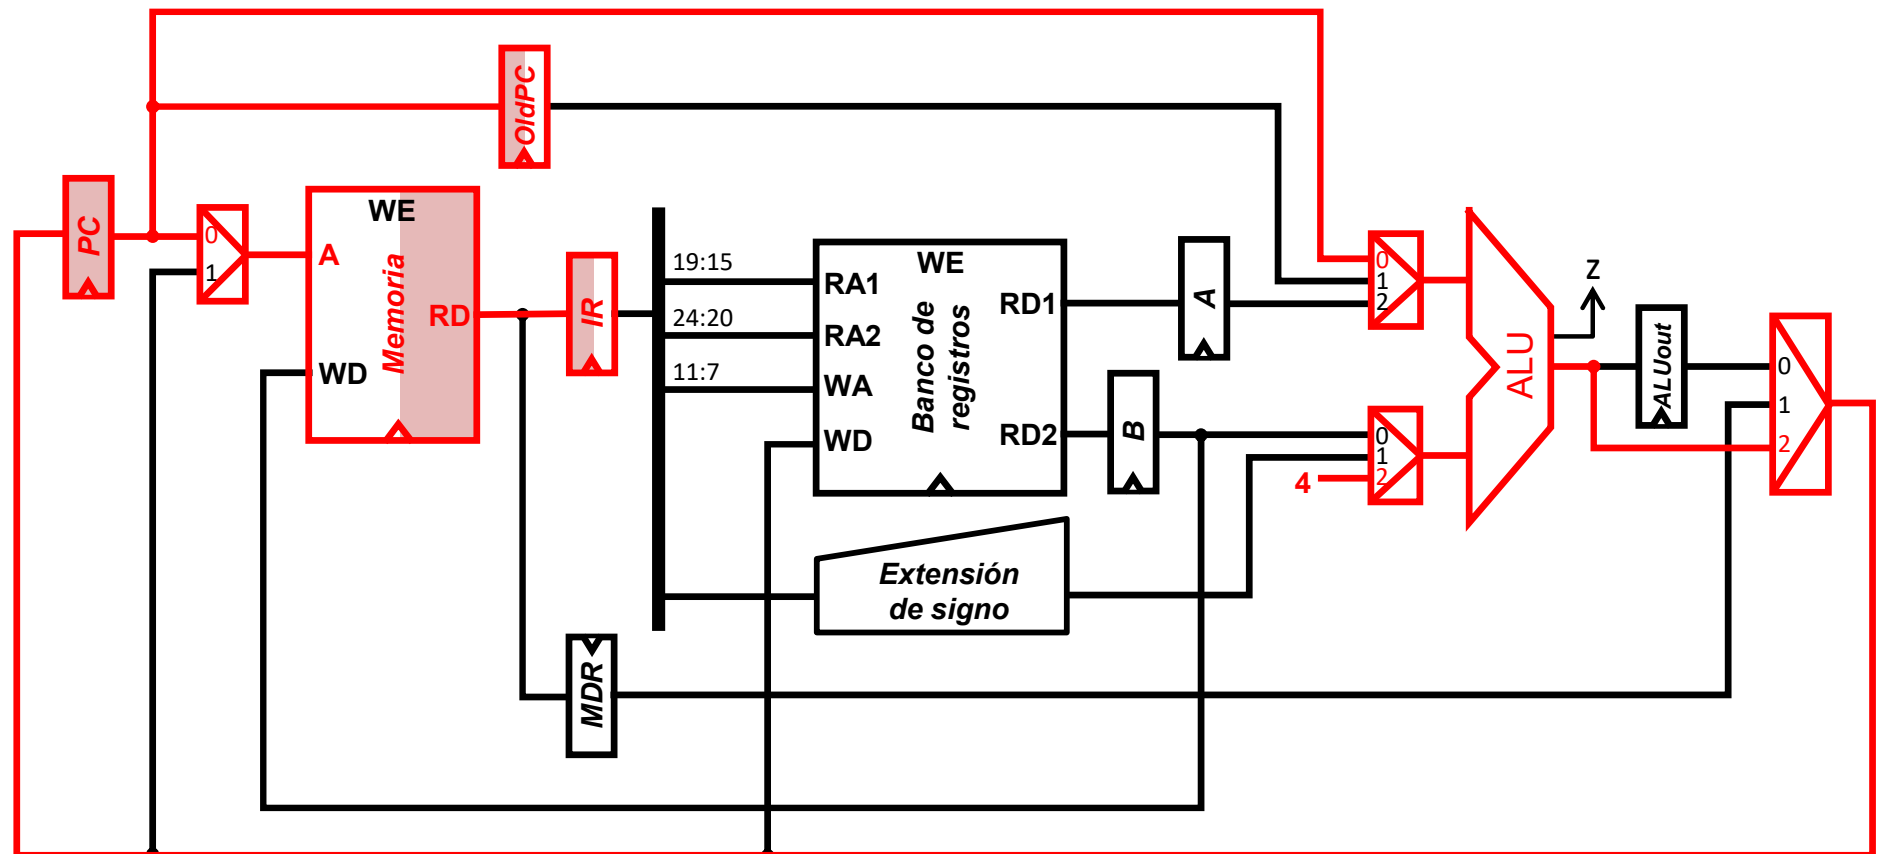 OldPC
PC
0
1
WE
A
Memoria
RD
WD
IR
19:15
24:20
11:7
WE
RA1
RA2
WA
WD
Banco de
registros
RD1
RD2
A
B
0
1
2
0
1
2
4
ALU
Z
ALUout
0
1
2
Extensión
de signo
MDR